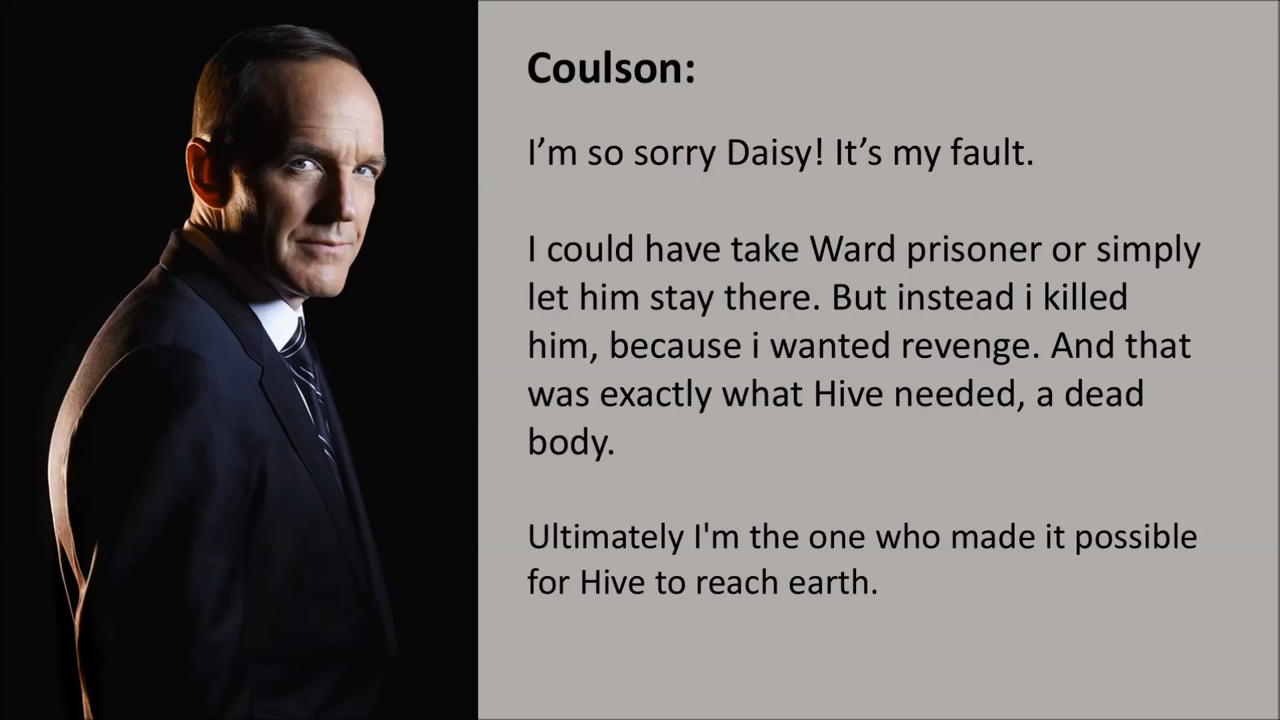 Coulson:
I’m so sorry Daisy! It’s my fault.
I could have take Ward prisoner or simply
let him stay there. But instead i killed
him, because i wanted revenge. And that
was exactly what Hive needed, a dead
body.
Ultimately I'm the one who made it possible
for Hive to reach earth.